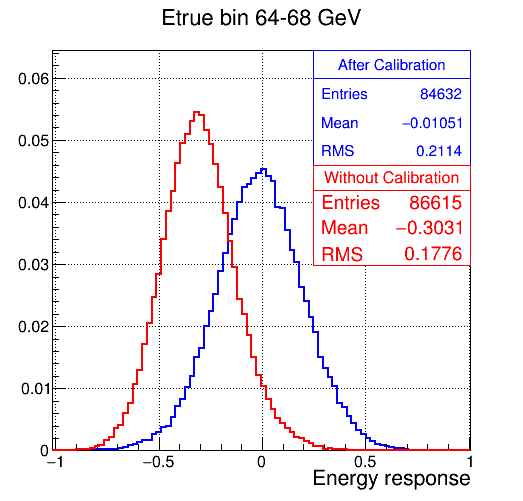 Etrue bin 64-68 GeV
After Calibration
Entries 84632
Mean −0.01051
RMS 0.2114
Without Calibration
Entries 86615
Mean −0.3031
RMS 0.1776
0.06
0.05
0.04
0.03
0.02
0.01
0
−1 −0.5 0 0.5 1
Energy response